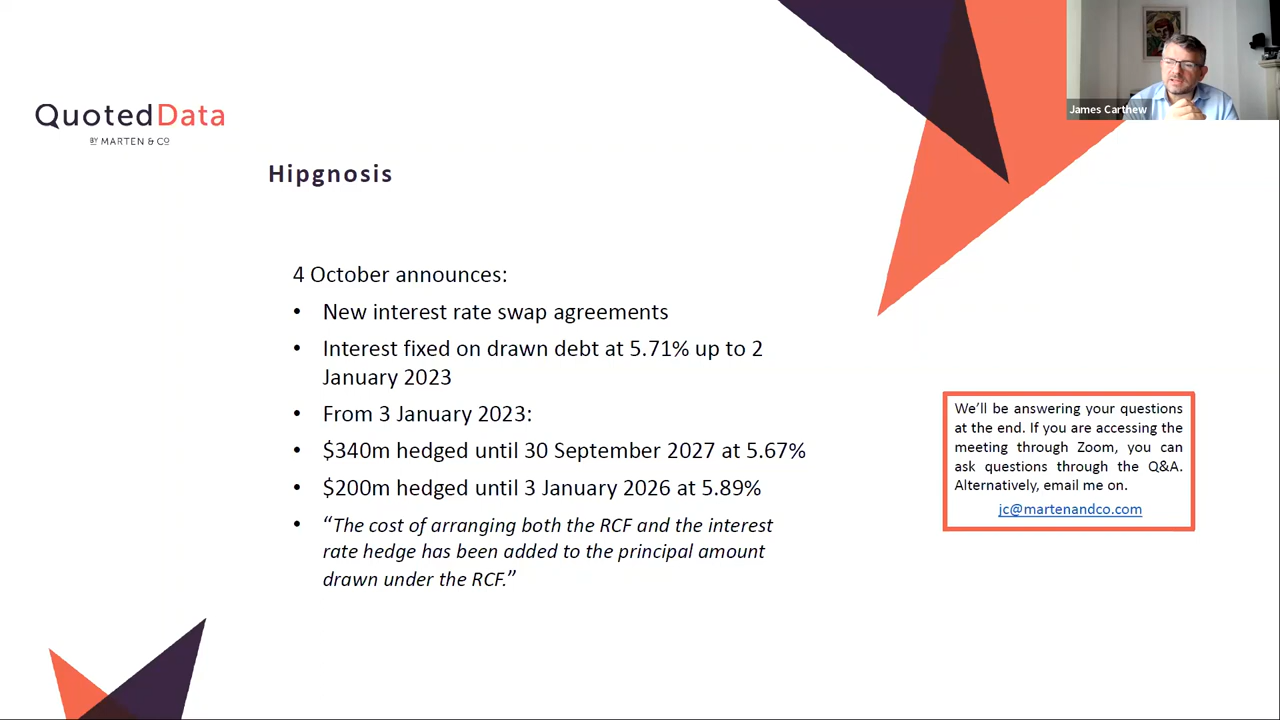 James Carthew
QuotedData
BY MARTEN & CO
Hipgnosis
4 October announces:
• New interest rate swap agreements
• Interest fixed on drawn debt at 5.71% up to 2
January 2023
• From 3 January 2023:
• $340m hedged until 30 September 2027 at 5.67%
• $200m hedged until 3 January 2026 at 5.89%
• “The cost of arranging both the RCF and the interest
rate hedge has been added to the principal amount
drawn under the RCF.”
We’ll be answering your questions
at the end. If you are accessing the
meeting through Zoom, you can
ask questions through the Q&A.
Alternatively, email me on.
jc@martenandco.com